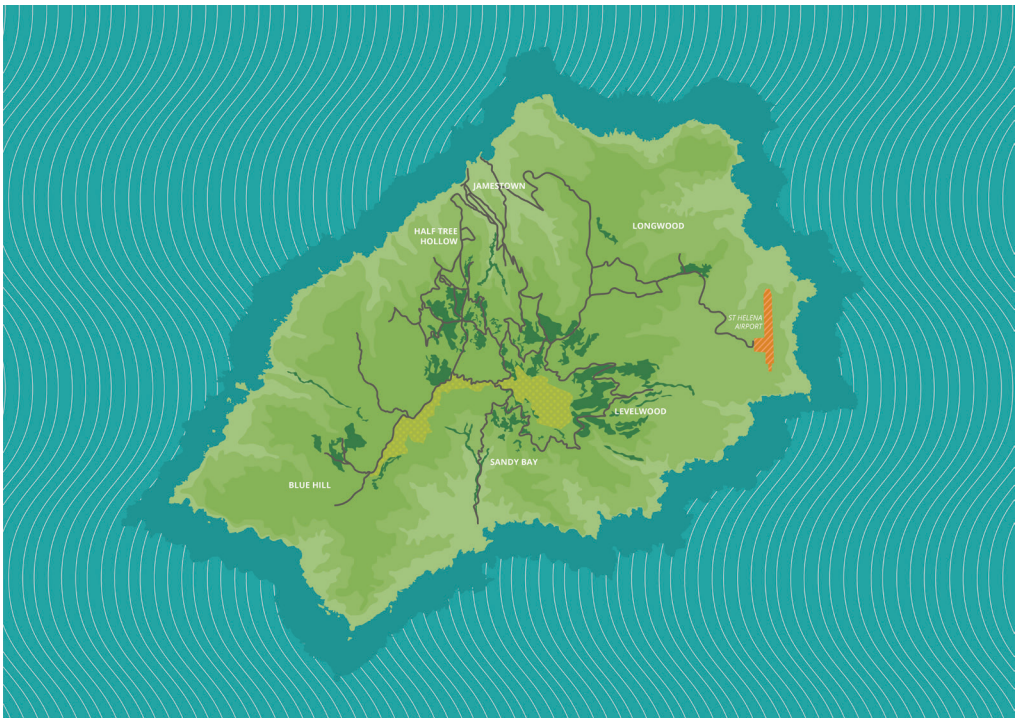 JAMESTOWN
HALF TREE
HOLLOW
LONGWOOD
ST HELENA
AIRPORT
LEVELWOOD
SANDY BAY
BLUE HILL